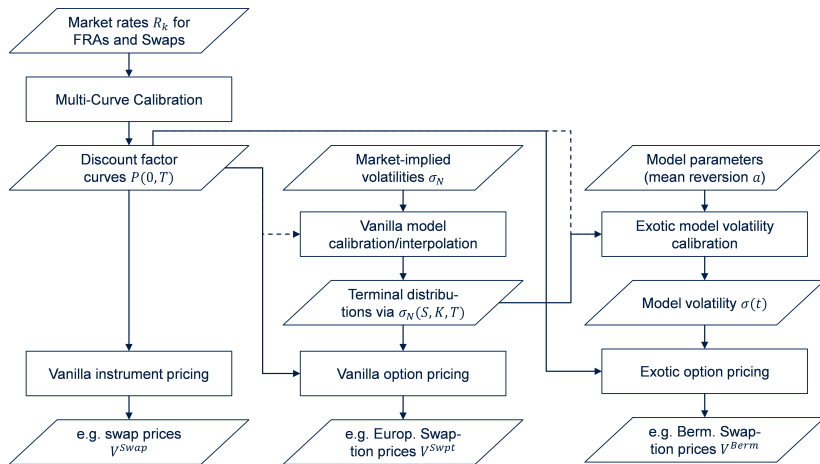 Market rates R_k for
FRAs and Swaps
Multi-Curve Calibration
Discount factor
curves P(0,T)
Market-implied
volatilities σ_N
Model parameters
(mean reversion a)
Vanilla model
calibration/interpolation
Exotic model volatility
calibration
Terminal distribu-
tions via σ_N(S, K, T)
Model volatility σ(t)
Vanilla instrument pricing
Vanilla option pricing
Exotic option pricing
e.g. swap prices
V^Swap
e.g. Europ. Swap-
tion prices V^Swpt
e.g. Berm. Swap-
tion prices V^Berm